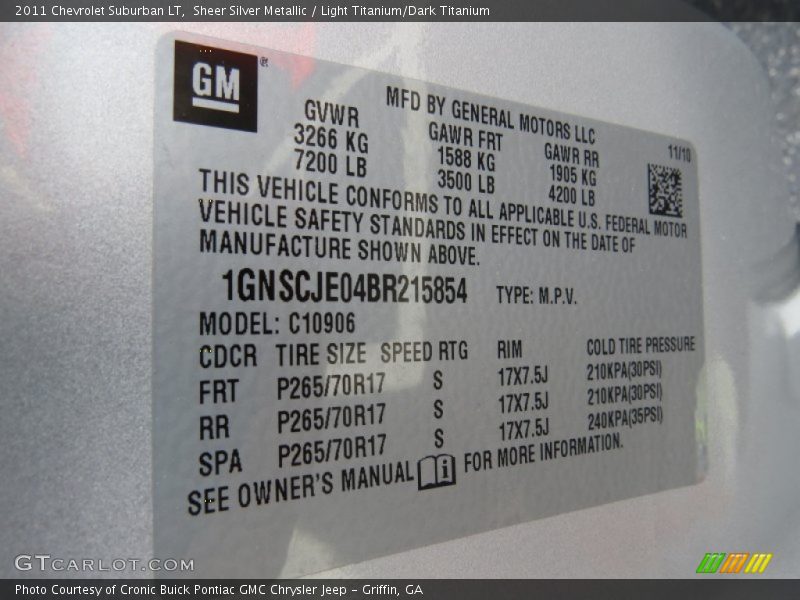 2011 Chevrolet Suburban LT, Sheer Silver Metallic / Light Titanium/Dark Titanium
GM®
MFD BY GENERAL MOTORS LLC
GVWR GAWR FRT GAWR RR 11/10
3266 KG 1588 KG 1905 KG
7200 LB 3500 LB 4200 LB
THIS VEHICLE CONFORMS TO ALL APPLICABLE U.S. FEDERAL MOTOR
VEHICLE SAFETY STANDARDS IN EFFECT ON THE DATE OF
MANUFACTURE SHOWN ABOVE.
1GNSCJE04BR215854 TYPE: M.P.V.
MODEL: C10906
CDCR TIRE SIZE SPEED RTG RIM COLD TIRE PRESSURE
FRT P265/70R17 S 17X7.5J 210KPA(30PSI)
RR P265/70R17 S 17X7.5J 210KPA(30PSI)
SPA P265/70R17 S 17X7.5J 240KPA(35PSI)
SEE OWNER'S MANUAL i FOR MORE INFORMATION.
GTCARLOT.COM
Photo Courtesy of Cronic Buick Pontiac GMC Chrysler Jeep - Griffin, GA